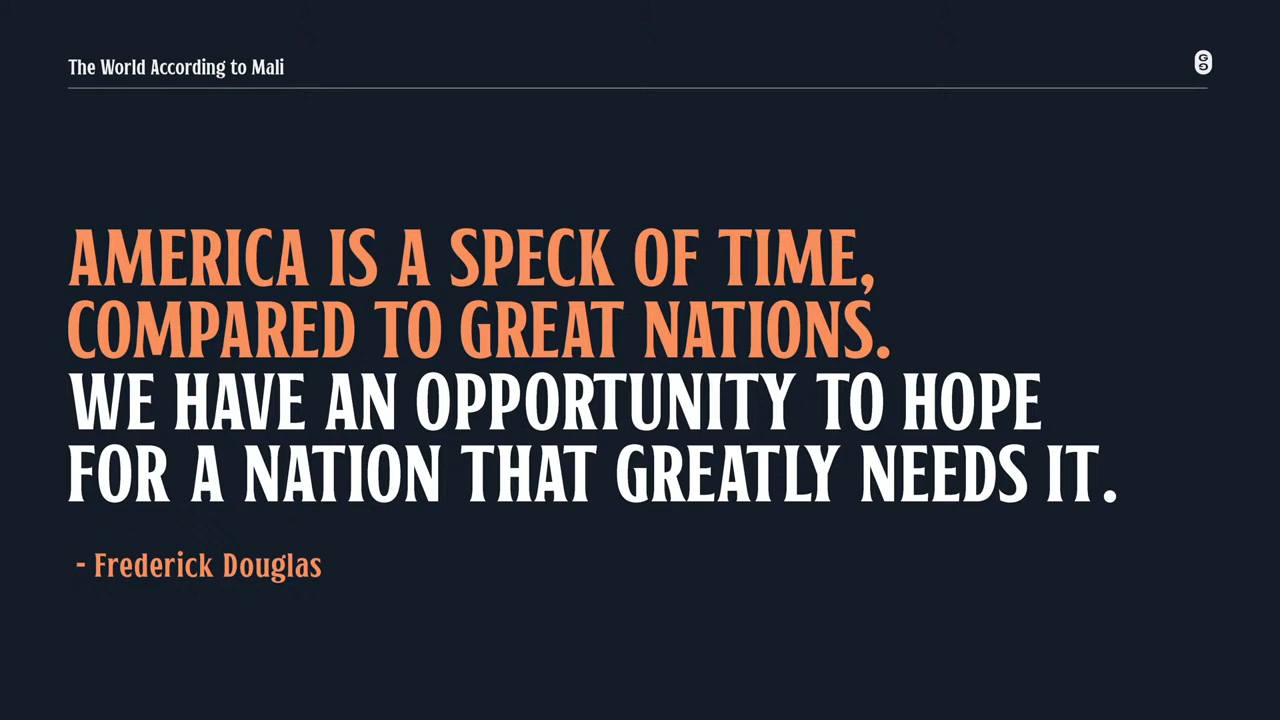 The World According to Mali
AMERICA IS A SPECK OF TIME,
COMPARED TO GREAT NATIONS.
WE HAVE AN OPPORTUNITY TO HOPE
FOR A NATION THAT GREATLY NEEDS IT.
- Frederick Douglas